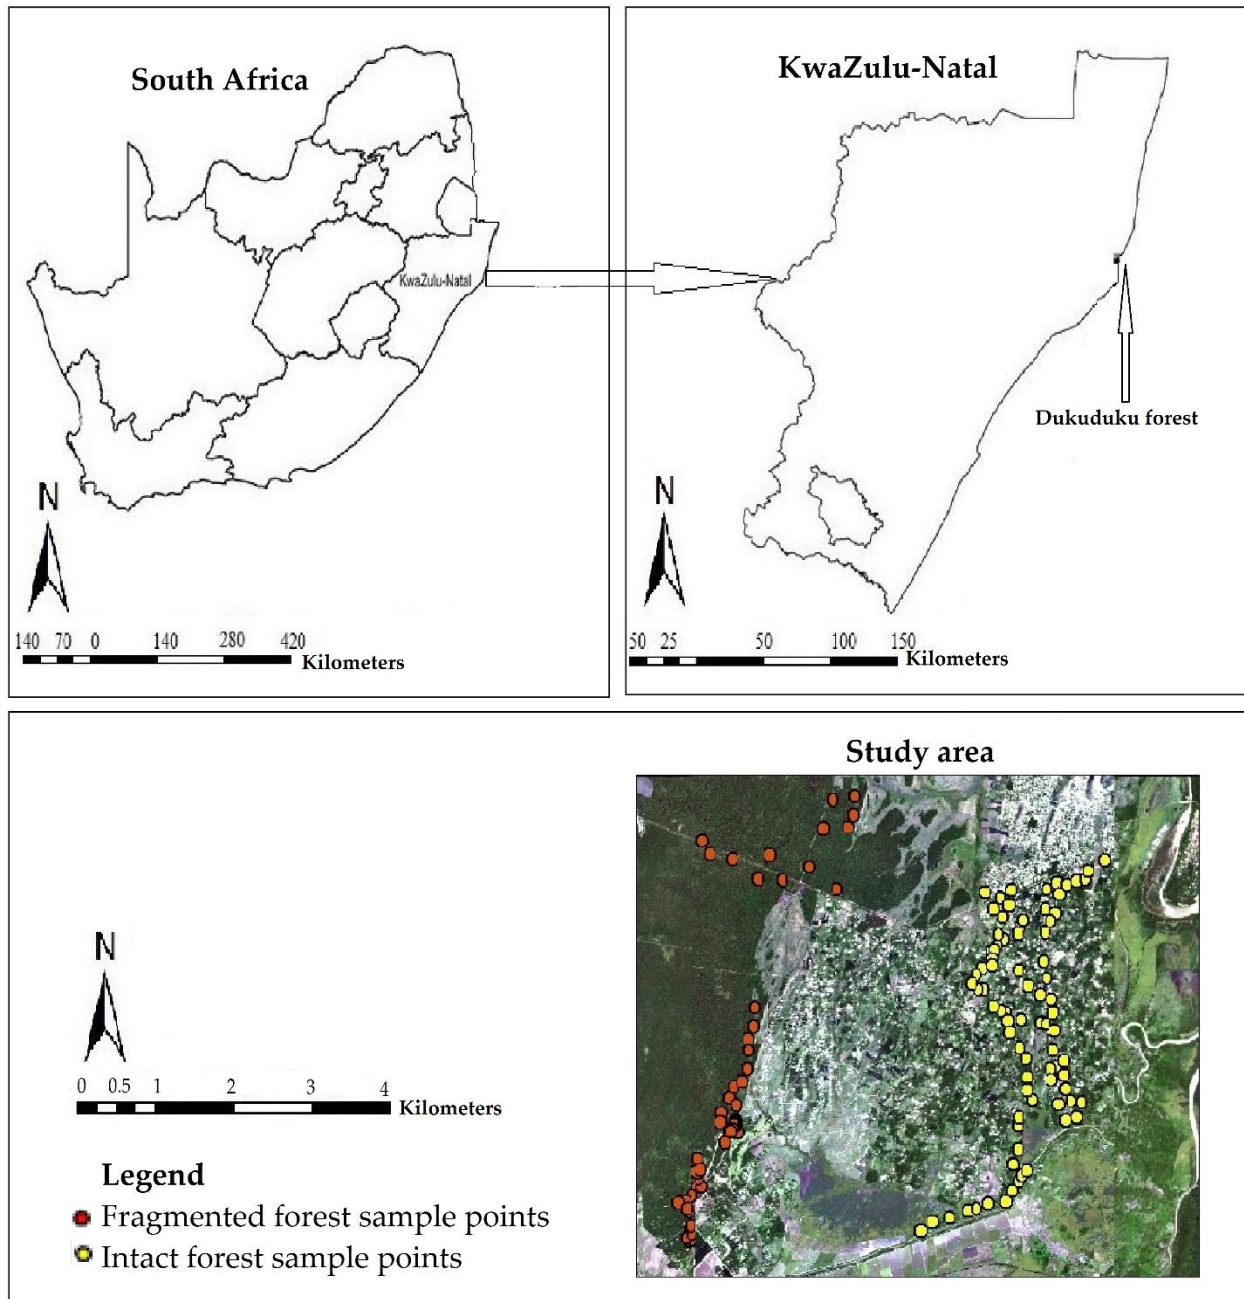 South Africa
KwaZulu-Natal
N
140 70 0 140 280 420
Kilometers
KwaZulu-Natal
Dukuduku forest
N
50 25 50 100 150
Kilometers
Study area
N
0 0.5 1 2 3 4
Kilometers
Legend
Fragmented forest sample points
Intact forest sample points